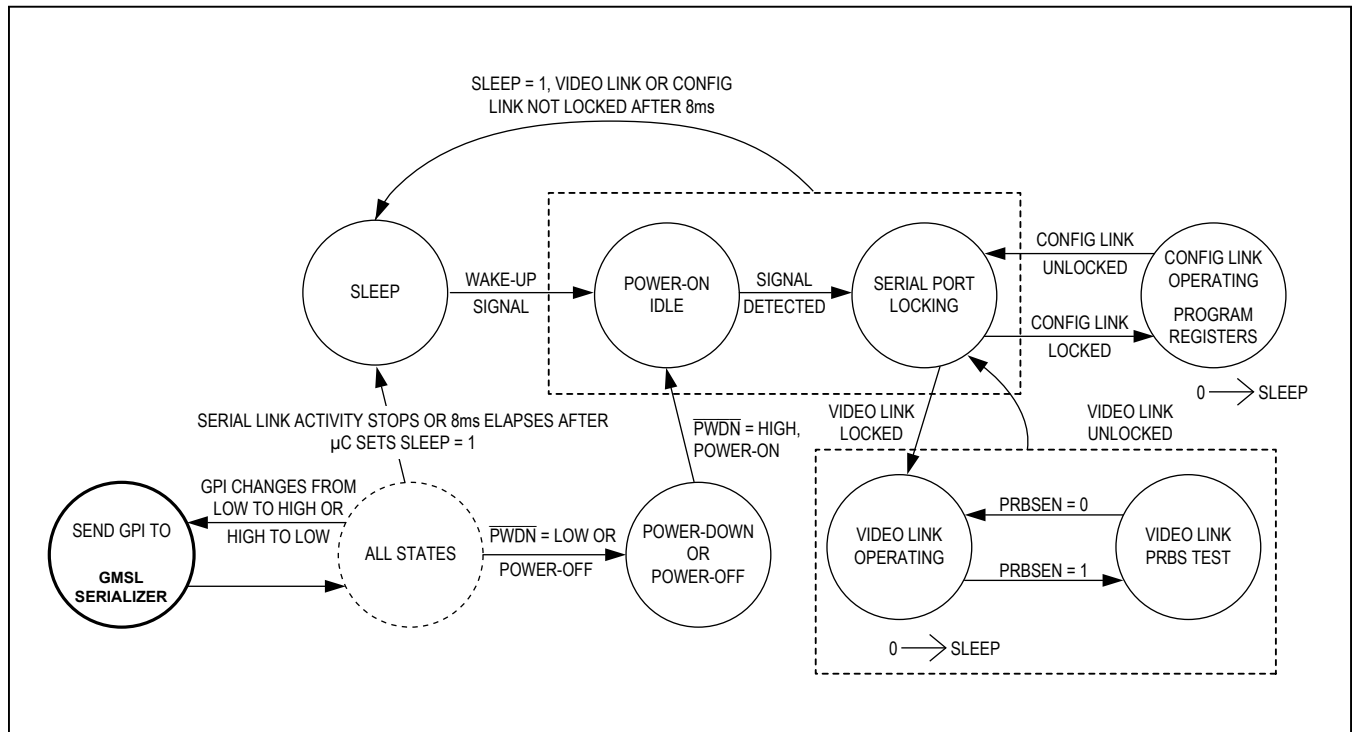 SLEEP = 1, VIDEO LINK OR CONFIG
LINK NOT LOCKED AFTER 8ms
SLEEP
WAKE-UP
SIGNAL
POWER-ON
IDLE
SIGNAL
DETECTED
SERIAL PORT
LOCKING
CONFIG LINK
UNLOCKED
CONFIG LINK
LOCKED
CONFIG LINK
OPERATING
PROGRAM
REGISTERS
0 → SLEEP
SERIAL LINK ACTIVITY STOPS OR 8ms ELAPSES AFTER
µC SETS SLEEP = 1
PWDN = HIGH,
POWER-ON
VIDEO LINK
LOCKED
VIDEO LINK
UNLOCKED
GPI CHANGES FROM
LOW TO HIGH OR
HIGH TO LOW
SEND GPI TO
GMSL
SERIALIZER
ALL STATES
PWDN = LOW OR
POWER-OFF
POWER-DOWN
OR
POWER-OFF
VIDEO LINK
OPERATING
PRBSEN = 0
PRBSEN = 1
VIDEO LINK
PRBS TEST
0 → SLEEP